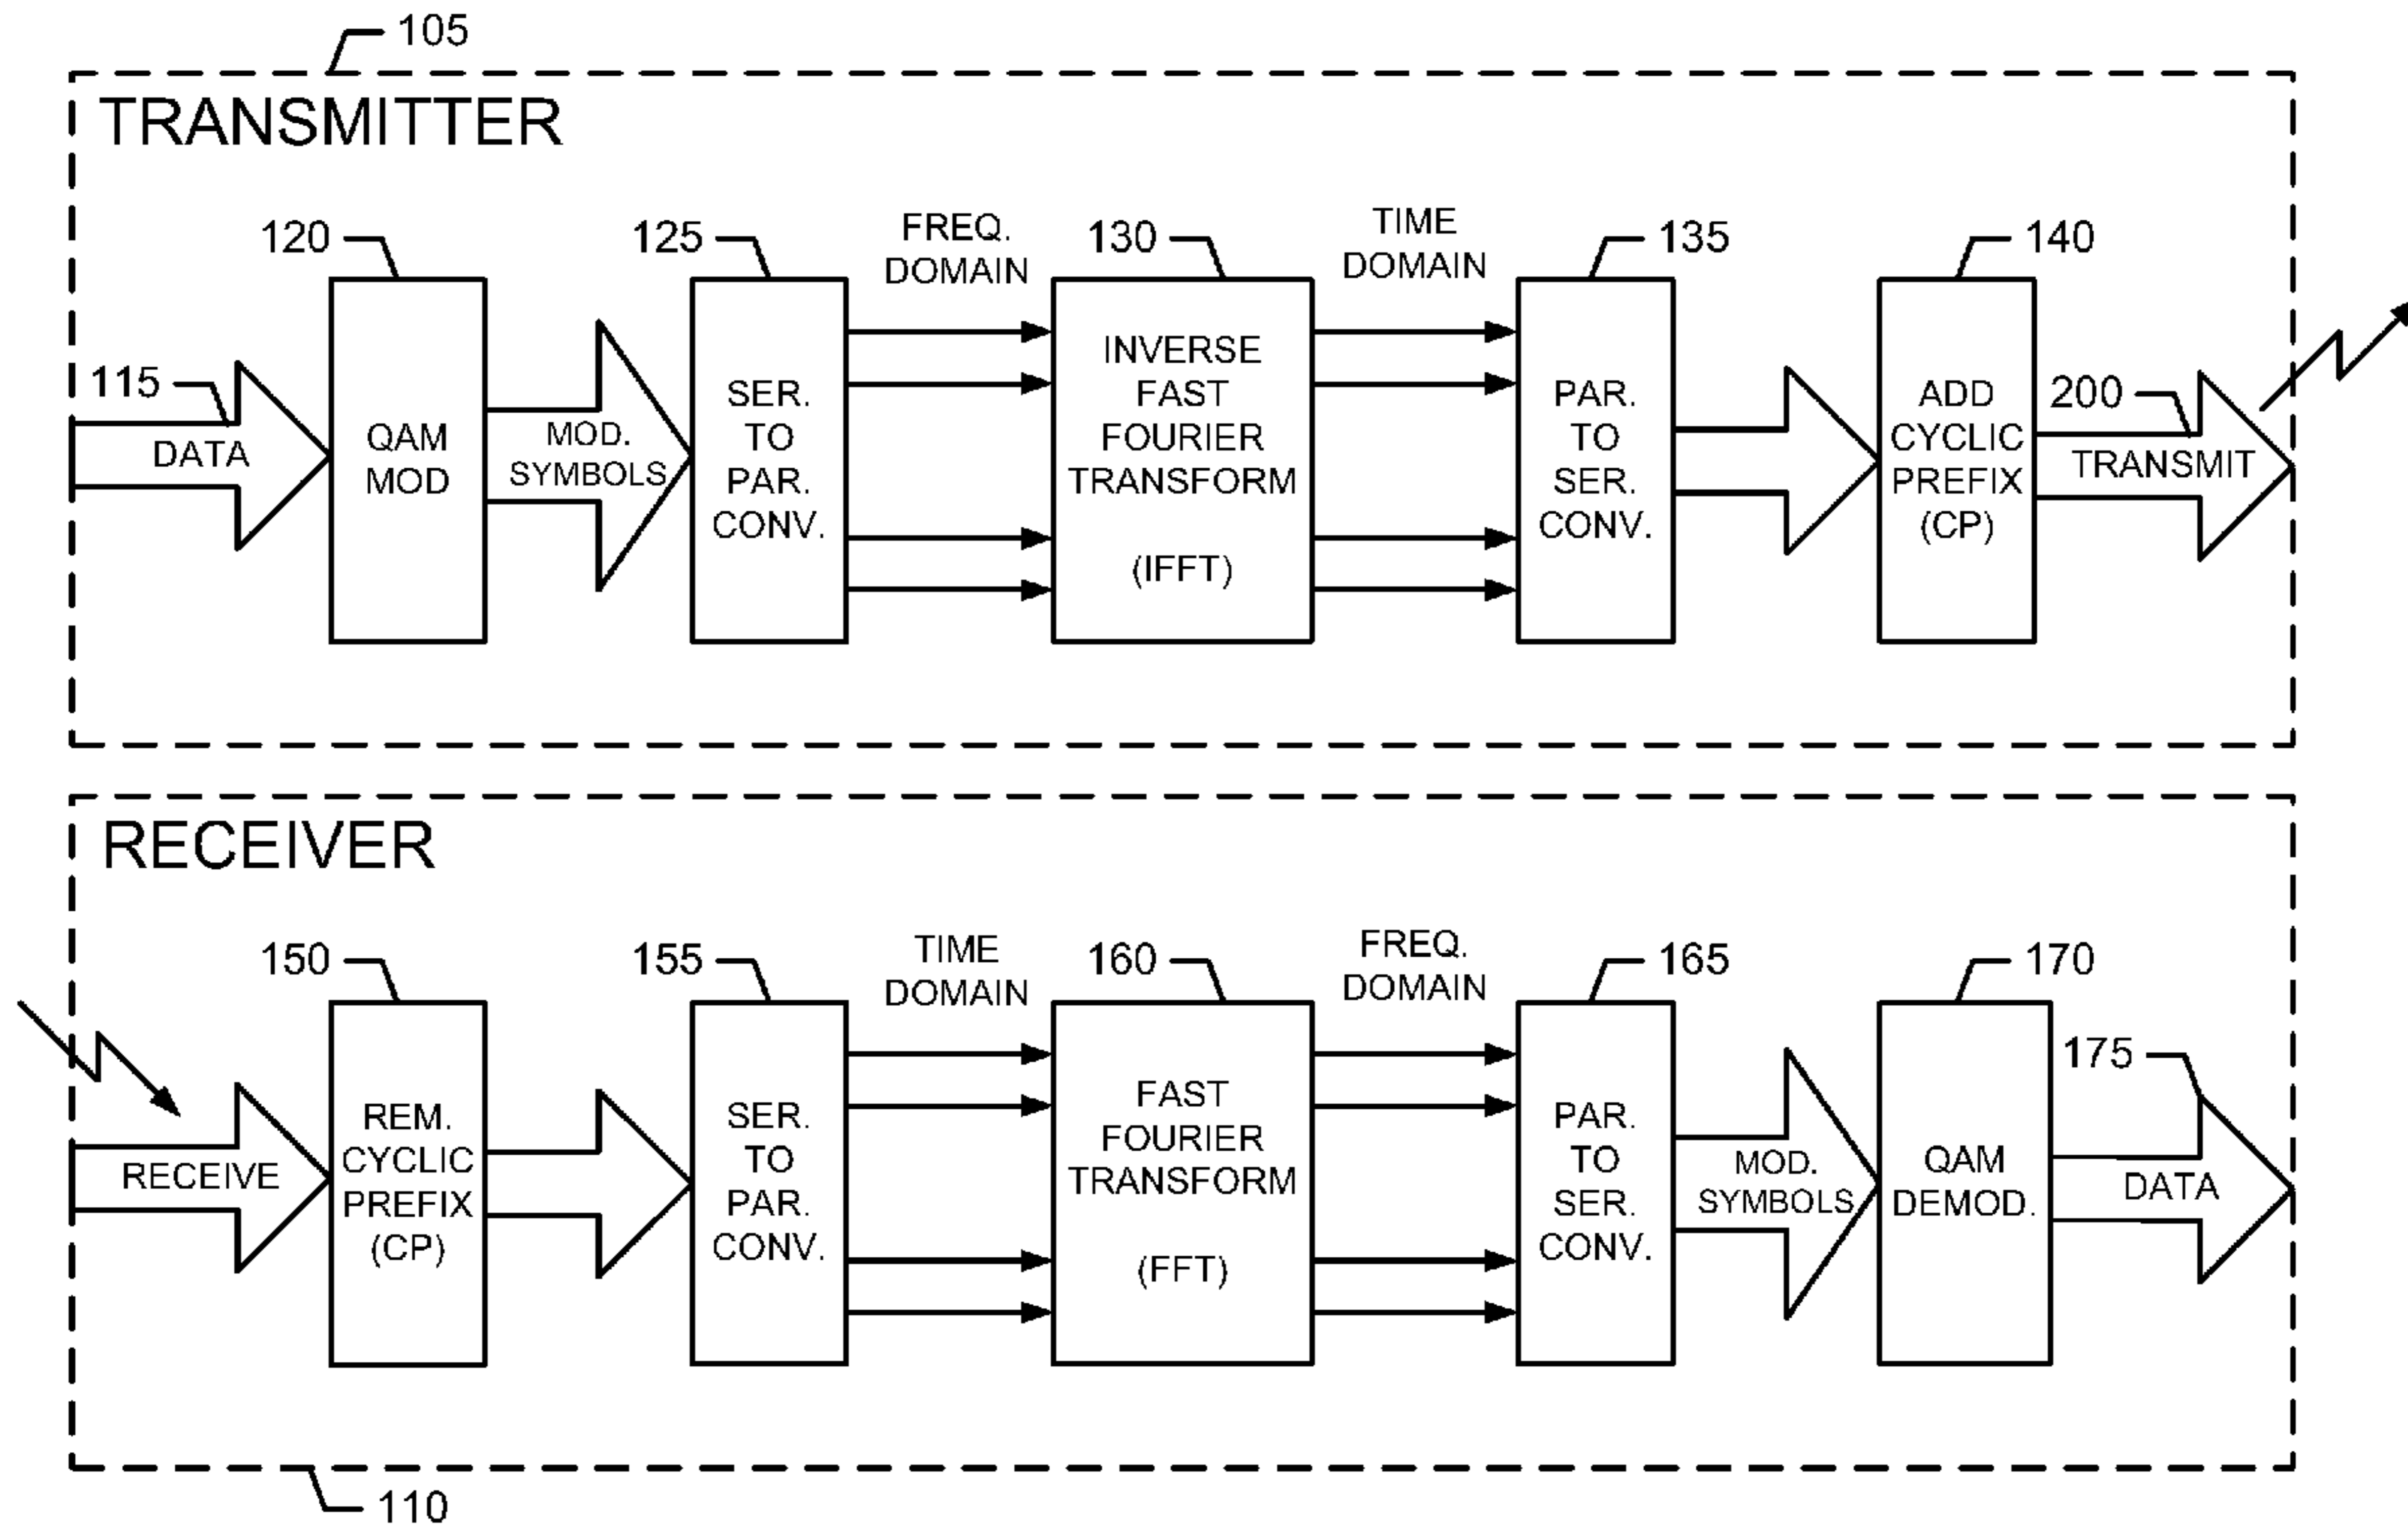 105
TRANSMITTER
120
125
FREQ.
DOMAIN
130
TIME
DOMAIN
135
140
115
DATA
QAM
MOD
MOD.
SYMBOLS
SER.
TO
PAR.
CONV.
INVERSE
FAST
FOURIER
TRANSFORM
(IFFT)
PAR.
TO
SER.
CONV.
ADD
CYCLIC
PREFIX
(CP)
200
TRANSMIT
RECEIVER
150
155
TIME
DOMAIN
160
FREQ.
DOMAIN
165
170
175
RECEIVE
REM.
CYCLIC
PREFIX
(CP)
SER.
TO
PAR.
CONV.
FAST
FOURIER
TRANSFORM
(FFT)
PAR.
TO
SER.
CONV.
MOD.
SYMBOLS
QAM
DEMOD.
DATA
110